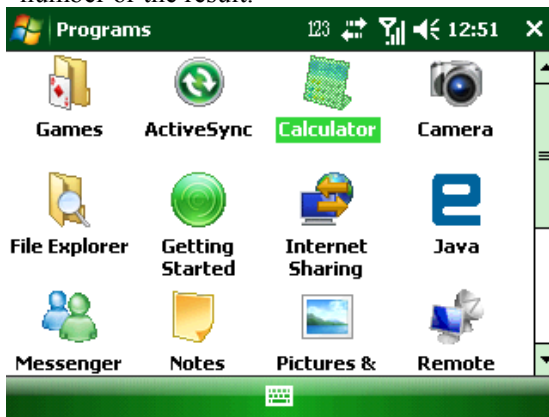 number of the result.
Programs 123 12:51
Games ActiveSync Calculator Camera
File Explorer Getting Started Internet Sharing Java
Messenger Notes Pictures & Remote